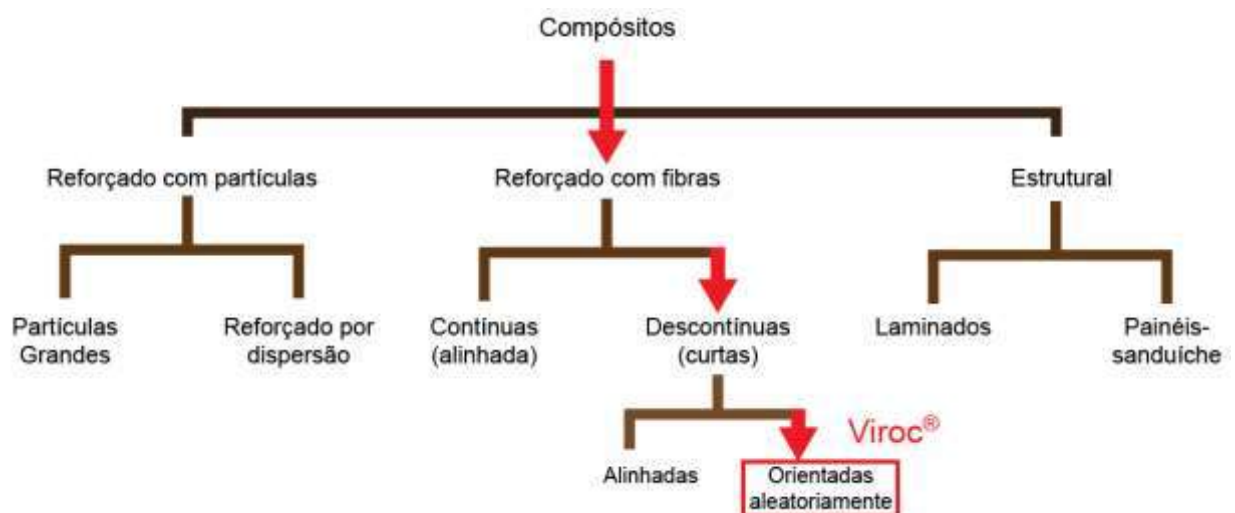 Compósitos
Reforçado com partículas
Reforçado com fibras
Estrutural
Partículas
Grandes
Reforçado por
dispersão
Contínuas
(alinhada)
Descontínuas
(curtas)
Laminados
Painéis-
sanduíche
Viroc®
Alinhadas
Orientadas
aleatoriamente